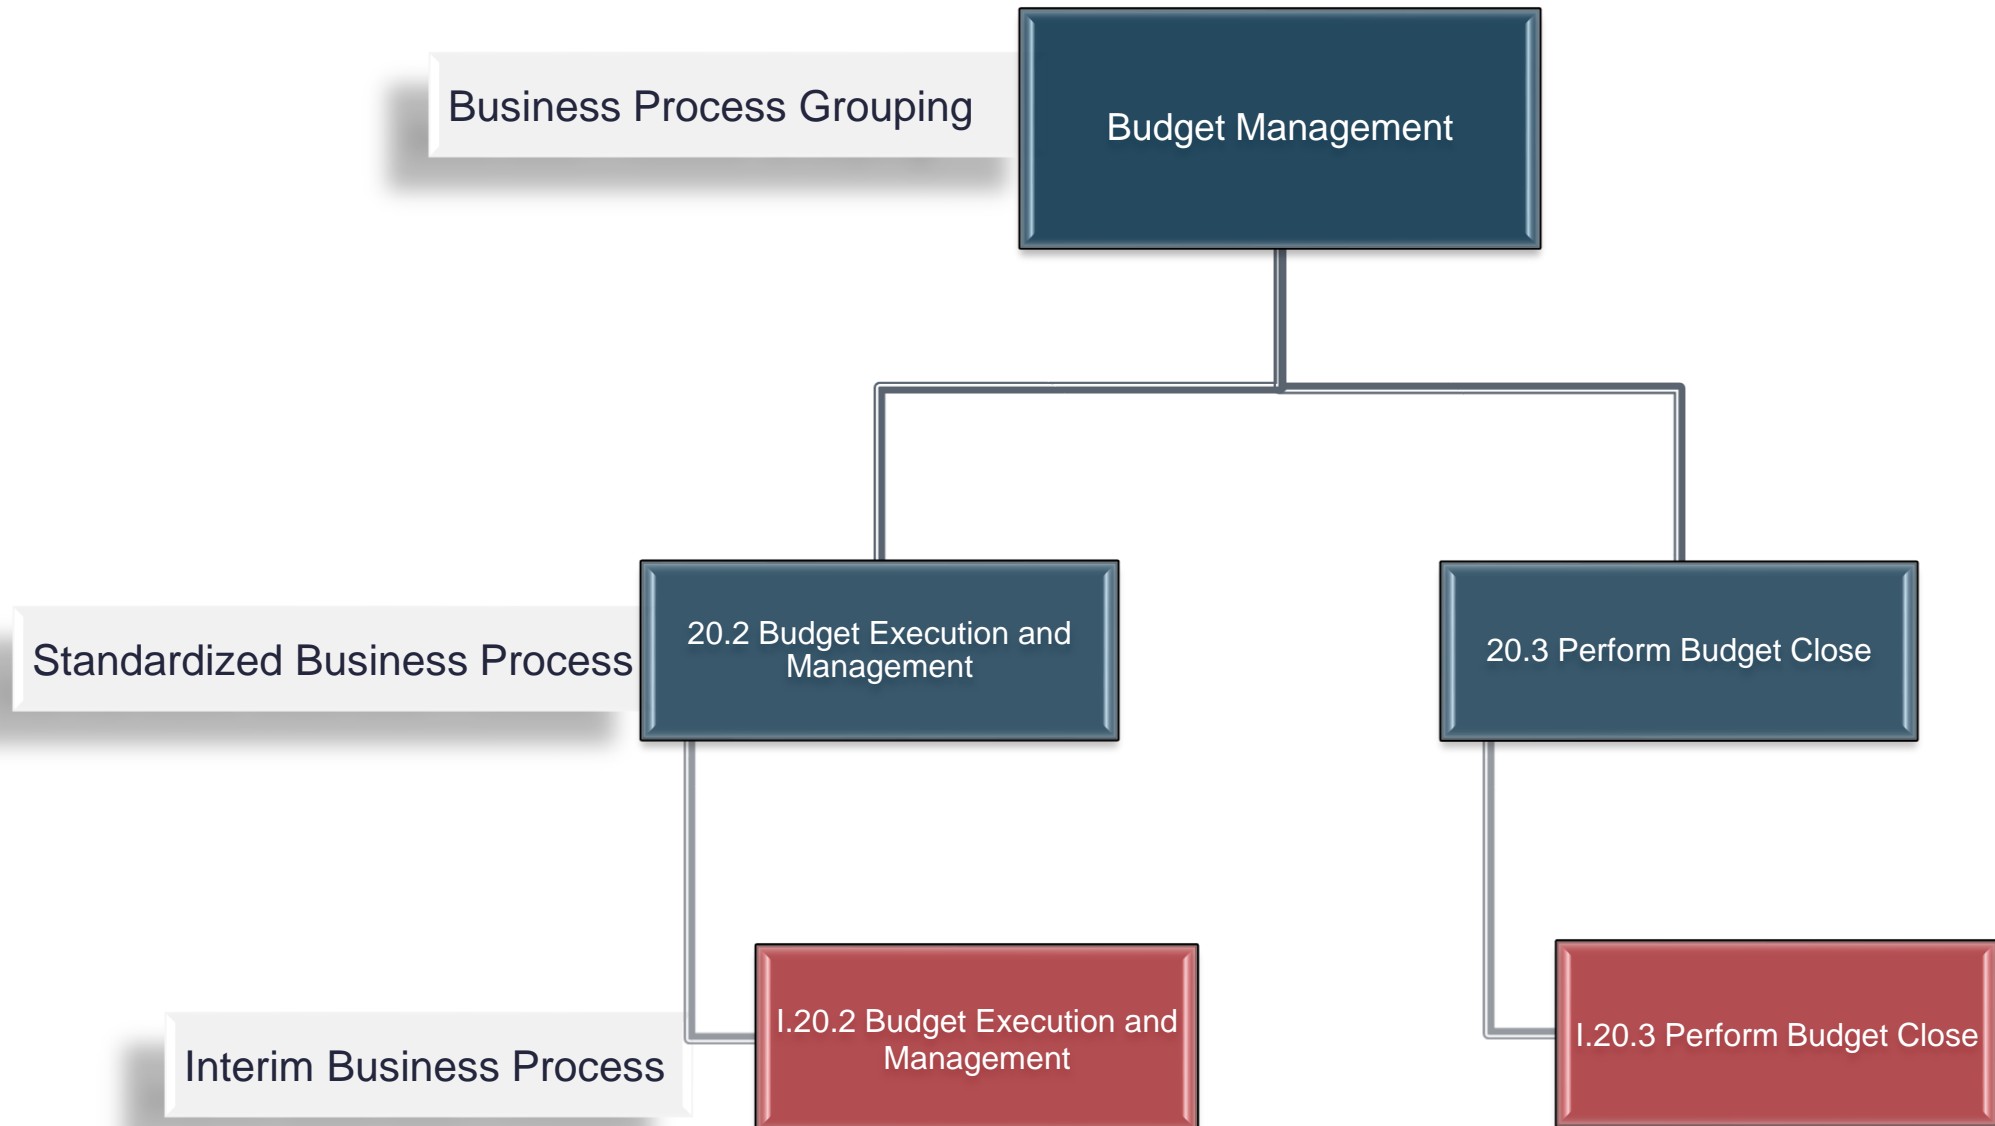 Business Process Grouping
Budget Management
Standardized Business Process
20.2 Budget Execution and
Management
20.3 Perform Budget Close
Interim Business Process
I.20.2 Budget Execution and
Management
I.20.3 Perform Budget Close